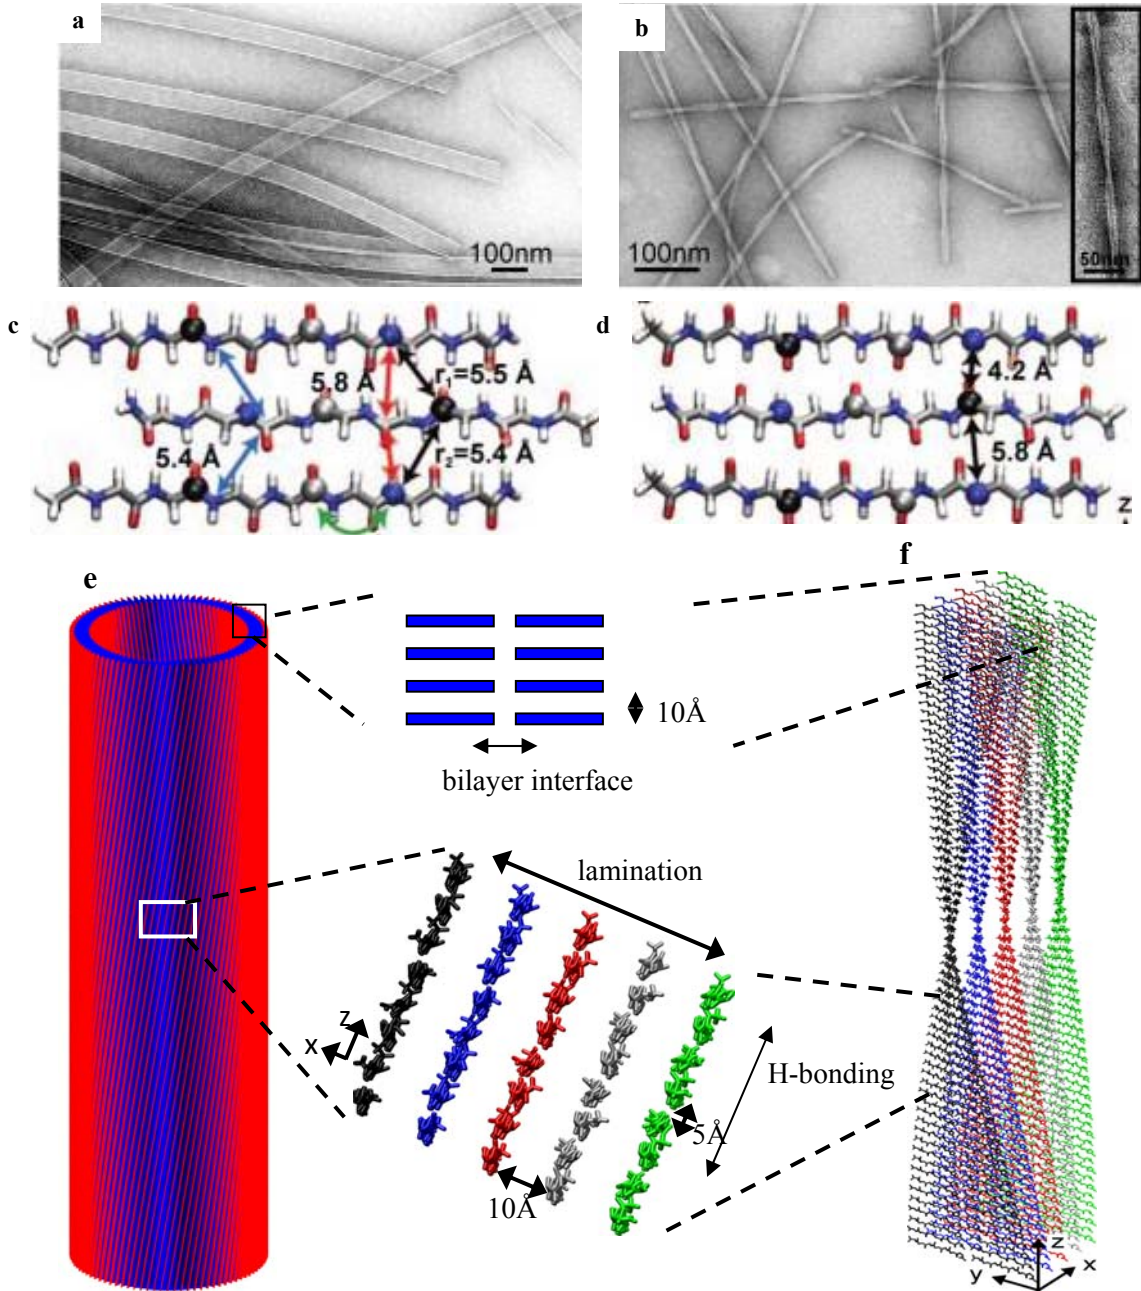 a
b
100nm
100nm
50nm
c
d
5.8 Å
r₁=5.5 Å
5.4 Å
r₂=5.4 Å
4.2 Å
5.8 Å
z
e
f
10Å
bilayer interface
lamination
z
x
H-bonding
5Å
10Å
z
y
x